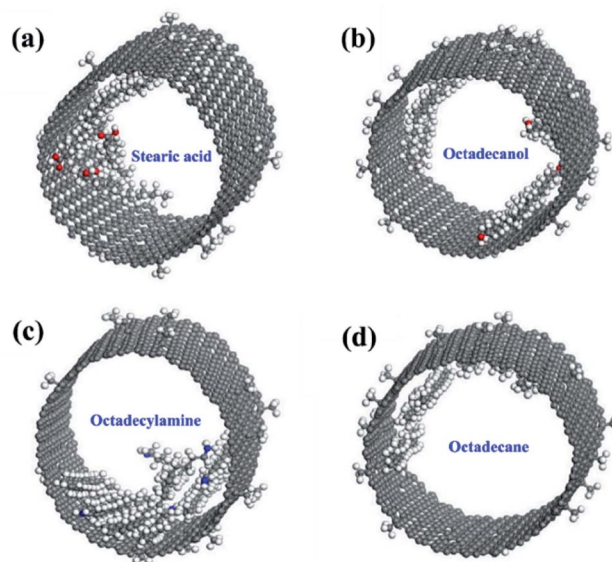 (a)
Stearic acid
(b)
Octadecanol
(c)
Octadecylamine
(d)
Octadecane